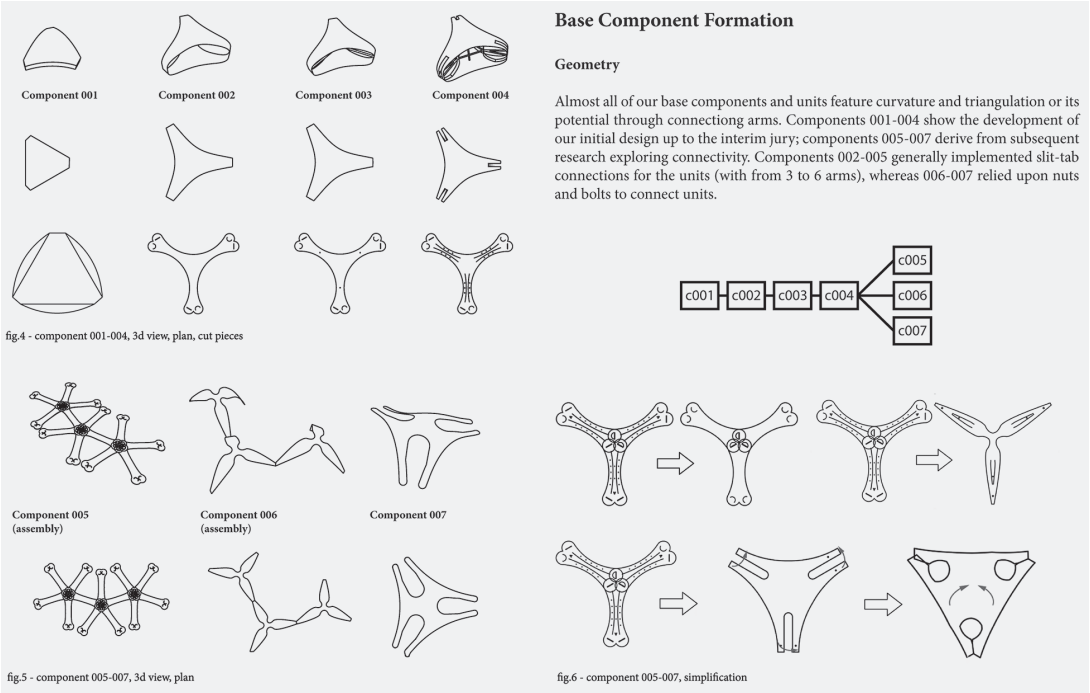 Component 001
Component 002
Component 003
Component 004
fig.4 - component 001-004, 3d view, plan, cut pieces
Component 005
(assembly)
Component 006
(assembly)
Component 007
fig.5 - component 005-007, 3d view, plan
Base Component Formation
Geometry
Almost all of our base components and units feature curvature and triangulation or its
potential through connectiong arms. Components 001-004 show the development of
our initial design up to the interim jury; components 005-007 derive from subsequent
research exploring connectivity. Components 002-005 generally implemented slit-tab
connections for the units (with from 3 to 6 arms), whereas 006-007 relied upon nuts
and bolts to connect units.
c001
c002
c003
c004
c005
c006
c007
fig.6 - component 005-007, simplification